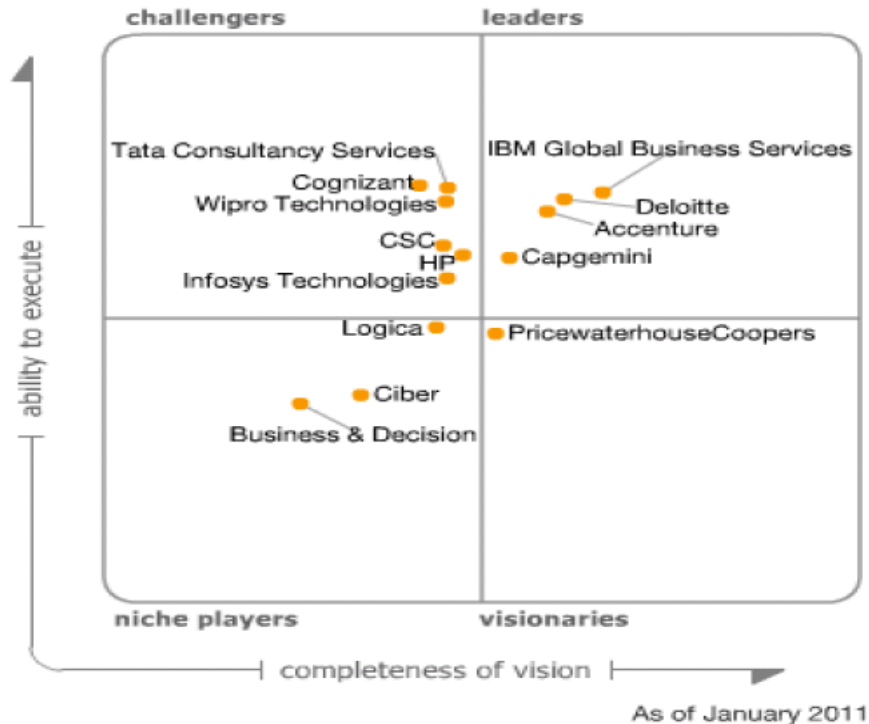 challengers
leaders
Tata Consultancy Services
IBM Global Business Services
Cognizant
Wipro Technologies
Deloitte
Accenture
CSC
HP
Capgemini
Infosys Technologies
Logica
PricewaterhouseCoopers
Ciber
Business & Decision
ability to execute
niche players
visionaries
completeness of vision
As of January 2011